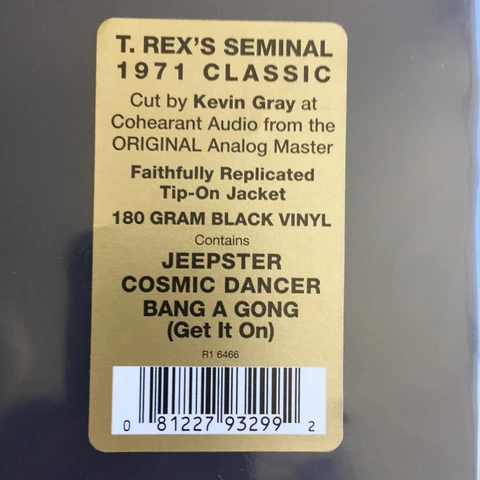 T. REX'S SEMINAL
1971 CLASSIC
Cut by Kevin Gray at
Cohearant Audio from the
ORIGINAL Analog Master
Faithfully Replicated
Tip-On Jacket
180 GRAM BLACK VINYL
Contains
JEEPSTER
COSMIC DANCER
BANG A GONG
(Get It On)
R1 6466
0 81227 93299 2